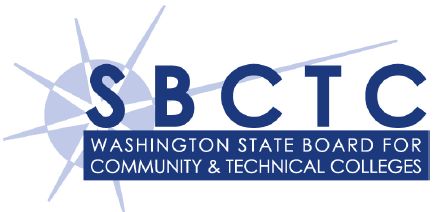 SBCTC
WASHINGTON STATE BOARD FOR
COMMUNITY & TECHNICAL COLLEGES